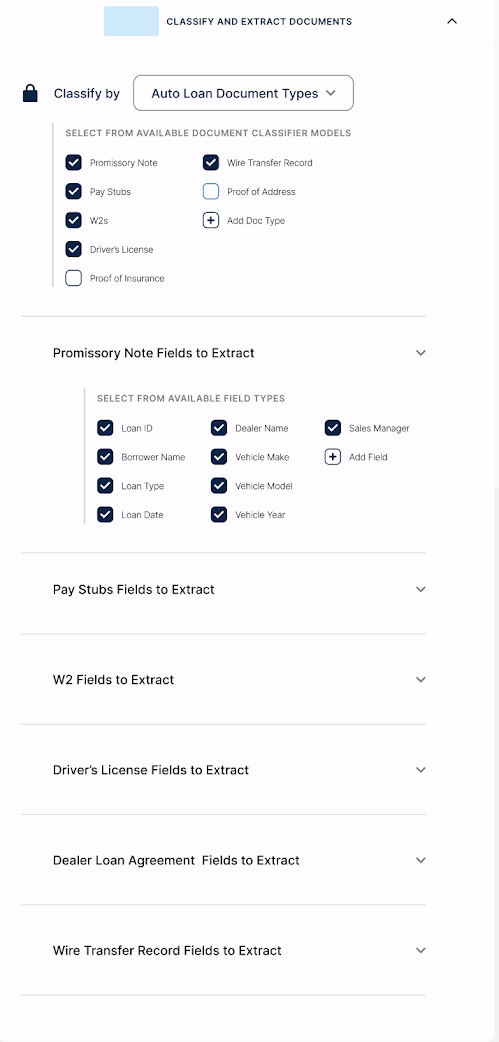 CLASSIFY AND EXTRACT DOCUMENTS
Classify by Auto Loan Document Types
SELECT FROM AVAILABLE DOCUMENT CLASSIFIER MODELS
Promissory Note Wire Transfer Record
Pay Stubs Proof of Address
W2s Add Doc Type
Driver's License
Proof of Insurance
Promissory Note Fields to Extract
SELECT FROM AVAILABLE FIELD TYPES
Loan ID Dealer Name Sales Manager
Borrower Name Vehicle Make Add Field
Loan Type Vehicle Model
Loan Date Vehicle Year
Pay Stubs Fields to Extract
W2 Fields to Extract
Driver's License Fields to Extract
Dealer Loan Agreement  Fields to Extract
Wire Transfer Record Fields to Extract